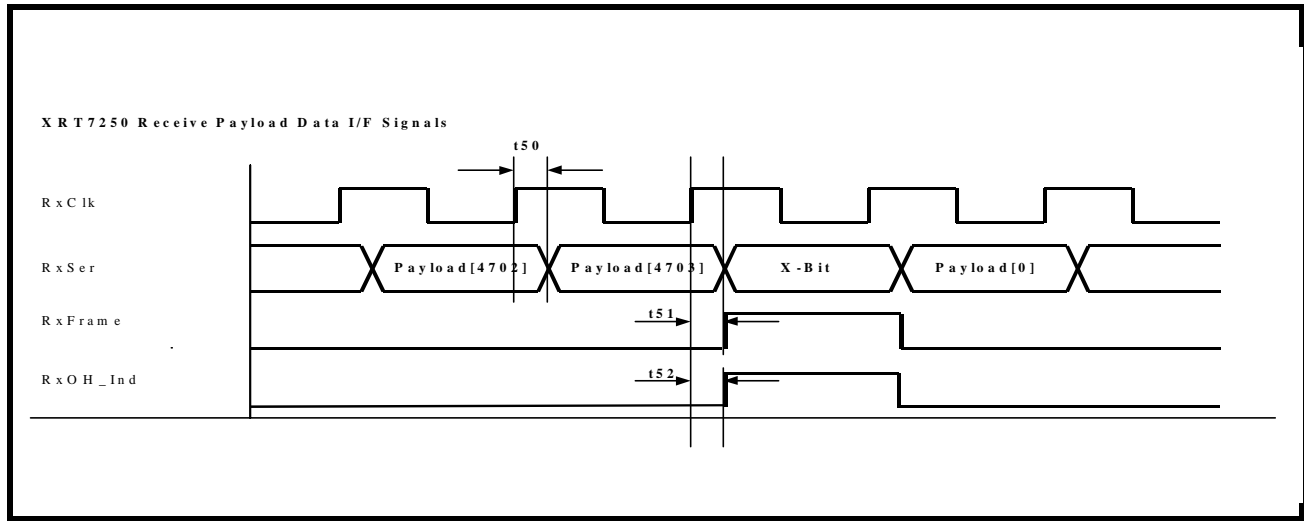 XRT7250 Receive Payload Data I/F Signals
t50
RxClk
RxSer
Payload[4702]
Payload[4703]
X-Bit
Payload[0]
RxFrame
t51
RxOH_Ind
t52